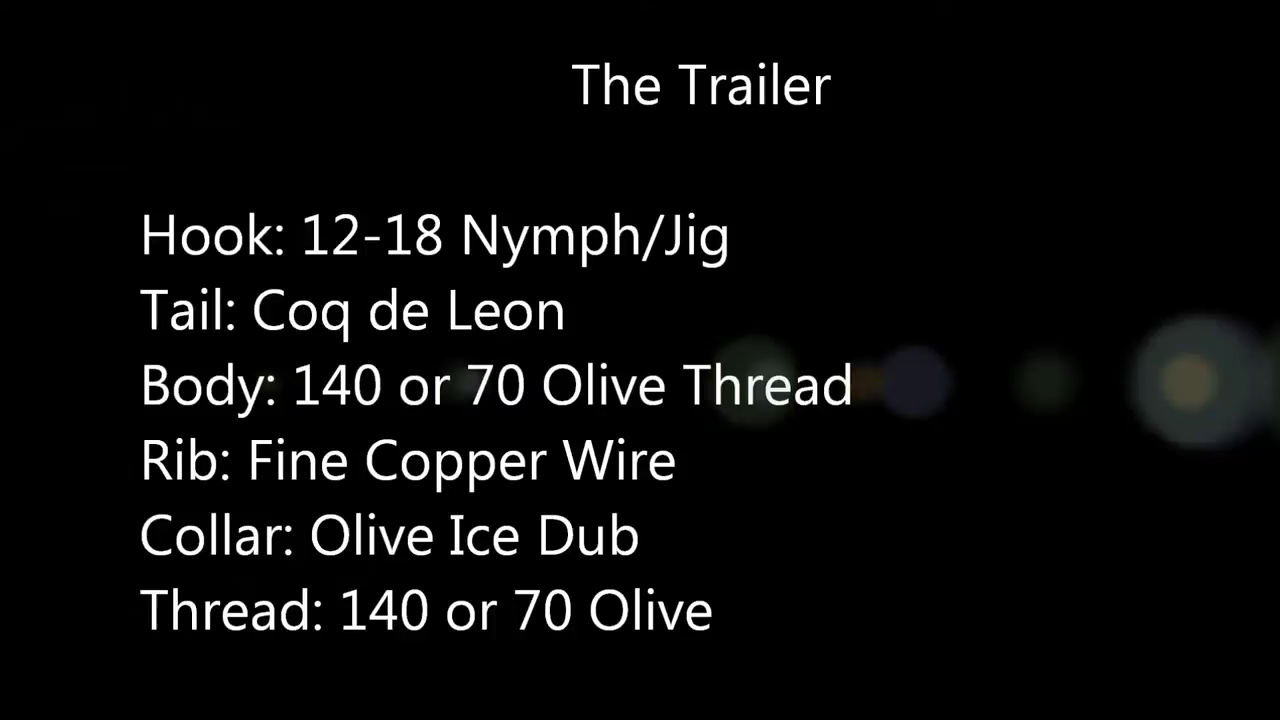 The Trailer
Hook: 12-18 Nymph/Jig
Tail: Coq de Leon
Body: 140 or 70 Olive Thread
Rib: Fine Copper Wire
Collar: Olive Ice Dub
Thread: 140 or 70 Olive